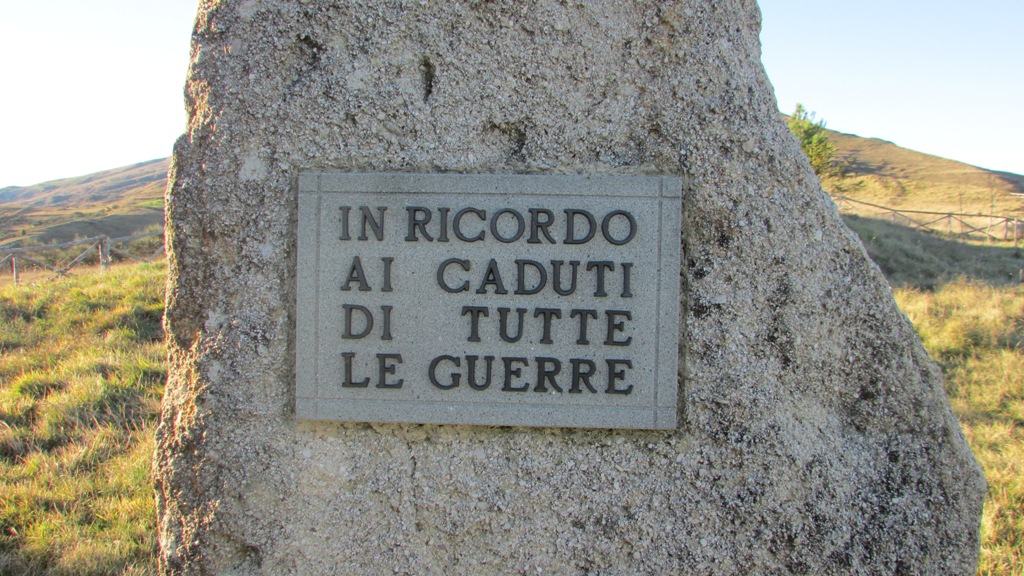 IN RICORDO
AI CADUTI
DI TUTTE
LE GUERRE